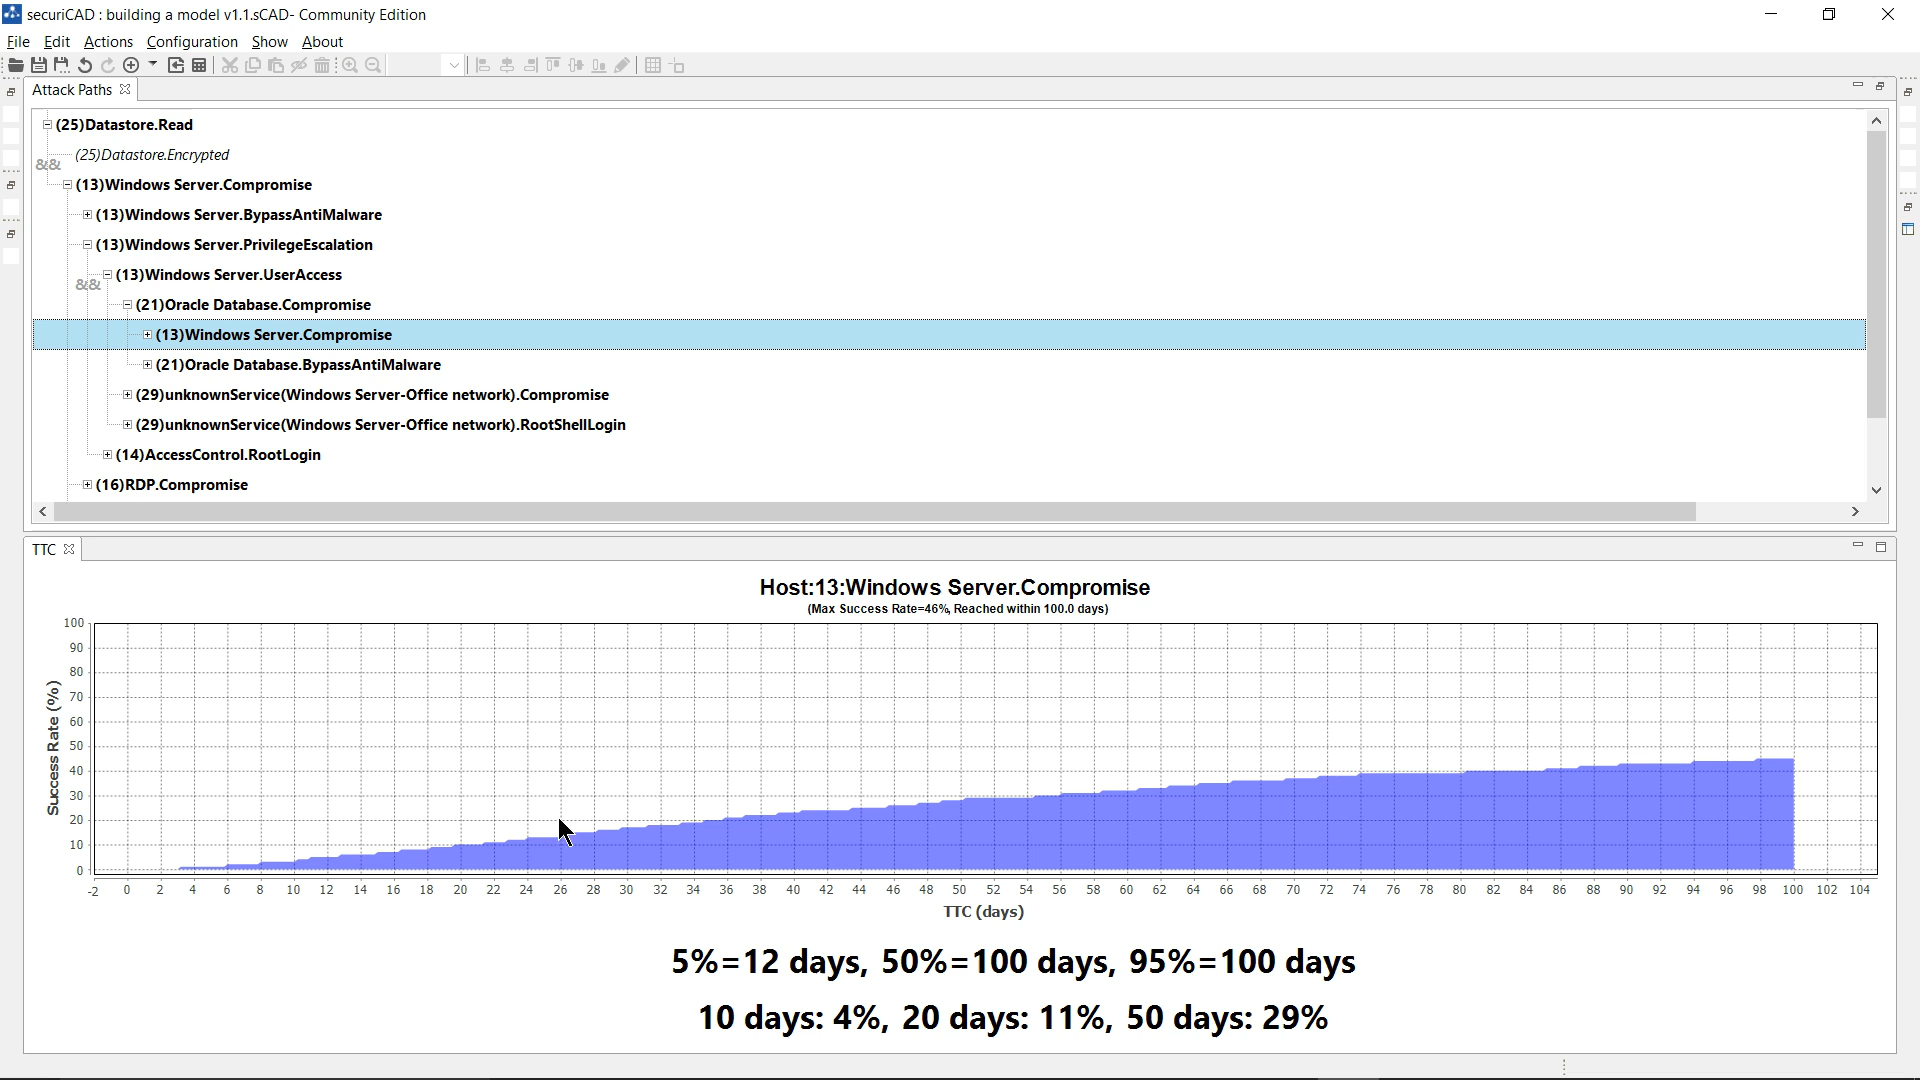 securiCAD : building a model v1.1.sCAD- Community Edition
File Edit Actions Configuration Show About
Attack Paths
(25)Datastore.Read
(25)Datastore.Encrypted
&&
(13)Windows Server.Compromise
(13)Windows Server.BypassAntiMalware
(13)Windows Server.PrivilegeEscalation
(13)Windows Server.UserAccess
&&
(21)Oracle Database.Compromise
(13)Windows Server.Compromise
(21)Oracle Database.BypassAntiMalware
(29)unknownService(Windows Server-Office network).Compromise
(29)unknownService(Windows Server-Office network).RootShellLogin
(14)AccessControl.RootLogin
(16)RDP.Compromise
TTC
Host:13:Windows Server.Compromise
(Max Success Rate=46%, Reached within 100.0 days)
Success Rate (%)
100
90
80
70
60
50
40
30
20
10
0
-2 0 2 4 6 8 10 12 14 16 18 20 22 24 26 28 30 32 34 36 38 40 42 44 46 48 50 52 54 56 58 60 62 64 66 68 70 72 74 76 78 80 82 84 86 88 90 92 94 96 98 100 102 104
TTC (days)
5%=12 days, 50%=100 days, 95%=100 days
10 days: 4%, 20 days: 11%, 50 days: 29%